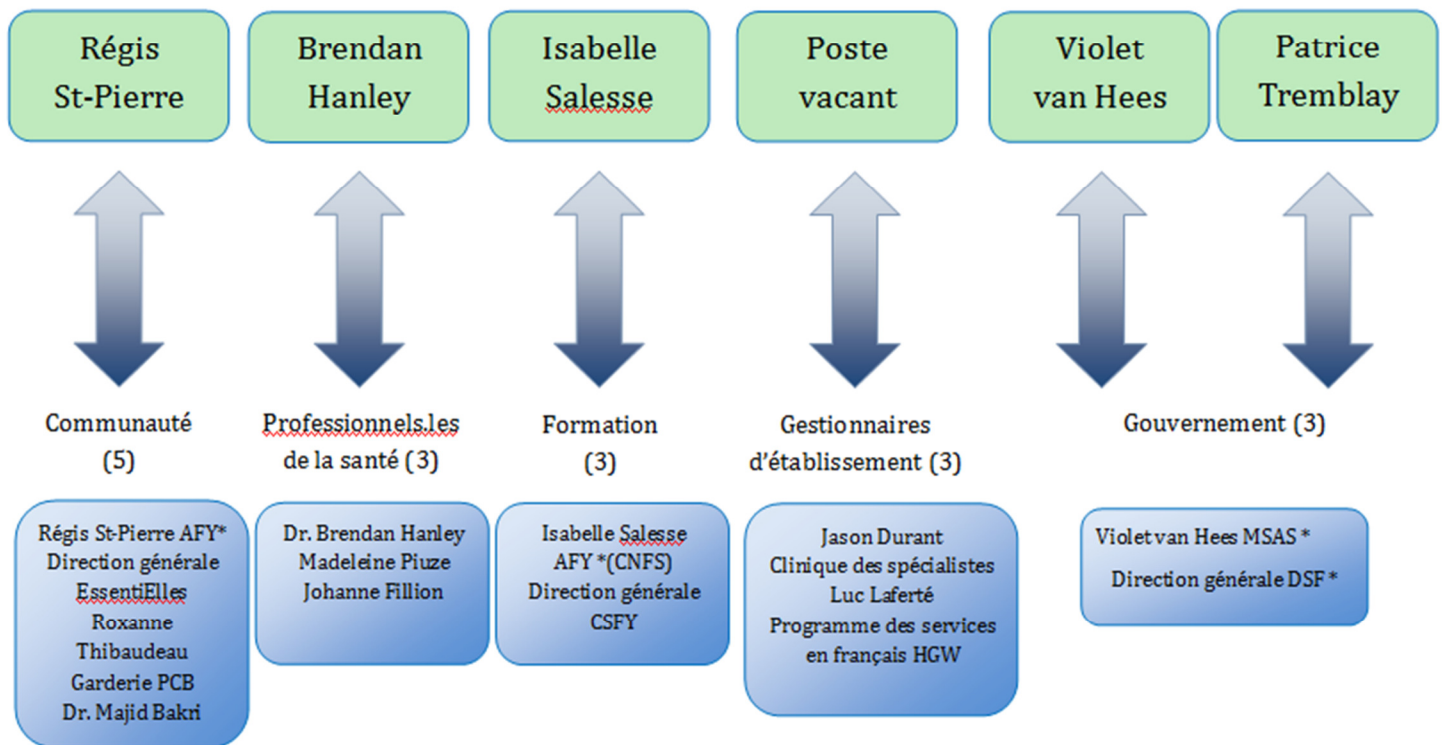 Régis
St-Pierre
Brendan
Hanley
Isabelle
Salesse
Poste
vacant
Violet
van Hees
Patrice
Tremblay
Communauté
(5)
Professionnels.les
de la santé (3)
Formation
(3)
Gestionnaires
d'établissement (3)
Gouvernement (3)
Régis St-Pierre AFY*
Direction générale
EssentiElles
Roxanne
Thibaudeau
Garderie PCB
Dr. Majid Bakri
Dr. Brendan Hanley
Madeleine Piuze
Johanne Fillion
Isabelle Salesse
AFY *(CNFS)
Direction générale
CSFY
Jason Durant
Clinique des spécialistes
Luc Laferté
Programme des services
en français HGW
Violet van Hees MSAS *
Direction générale DSF *